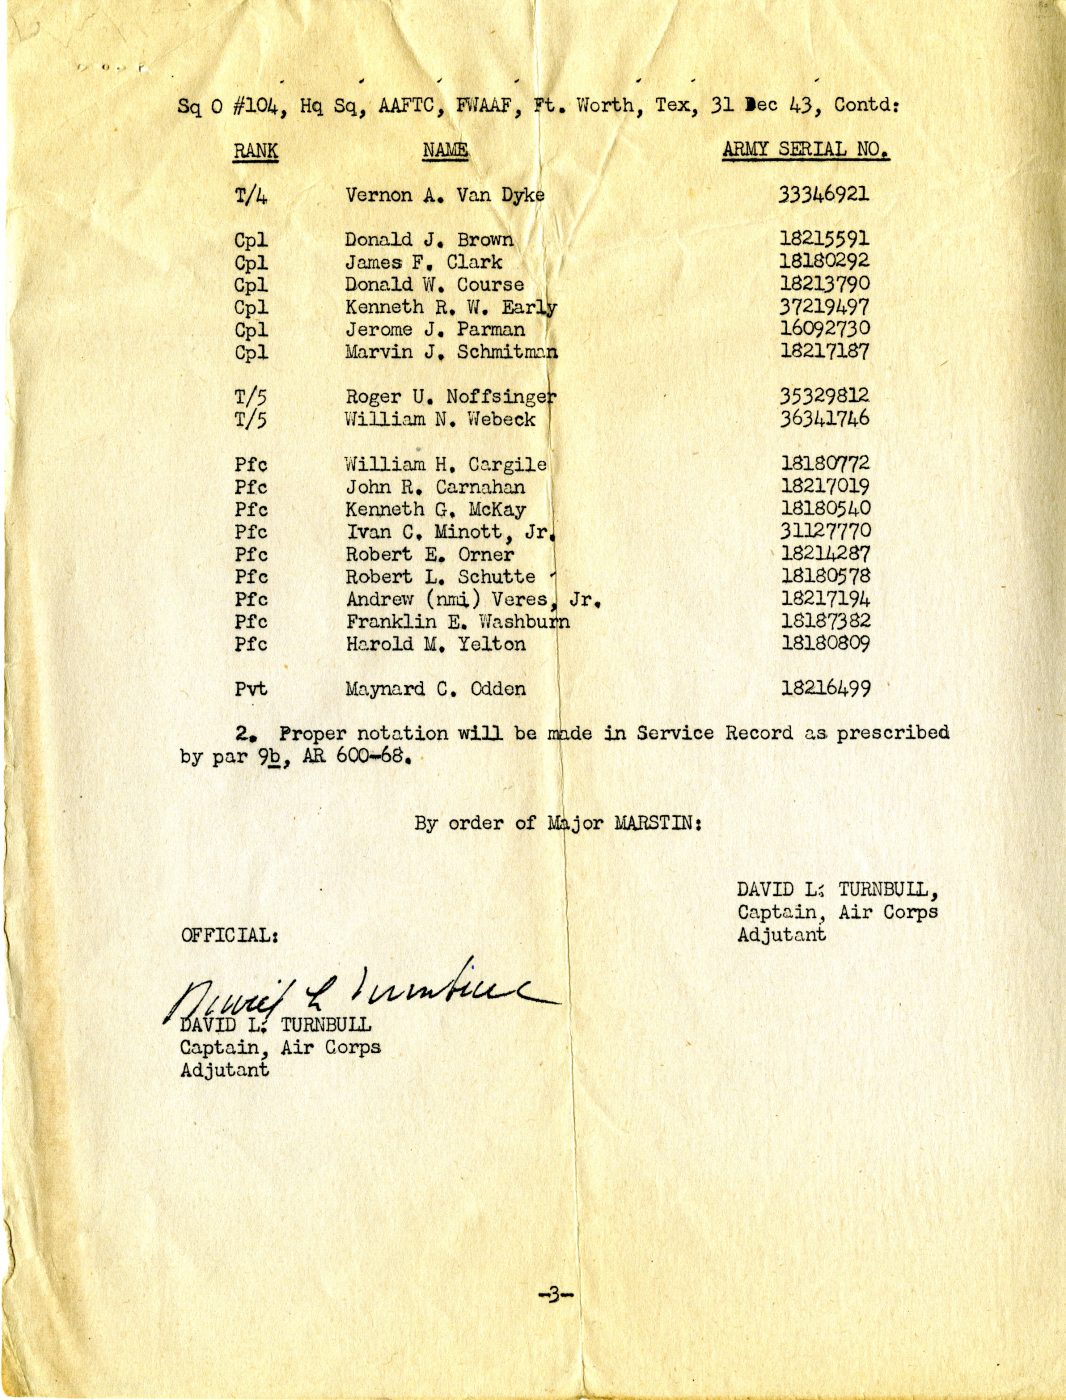 Sq O #104, Hq Sq, AAFTC, FWAAF, Ft. Worth, Tex, 31 Dec 43, Contd:
RANK NAME ARMY SERIAL NO.
T/4 Vernon A. Van Dyke 33346921
Cpl Donald J. Brown 18215591
Cpl James F. Clark 18180292
Cpl Donald W. Course 18213790
Cpl Kenneth R. W. Early 37219497
Cpl Jerome J. Parman 16092730
Cpl Marvin J. Schmitman 18217187
T/5 Roger U. Noffsinger 35329812
T/5 William N. Webeck 36341746
Pfc William H. Cargile 18180772
Pfc John R. Carnahan 18217019
Pfc Kenneth G. McKay 18180540
Pfc Ivan C. Minott, Jr. 31127770
Pfc Robert E. Orner 18214287
Pfc Robert L. Schutte 18180578
Pfc Andrew (nmi) Veres, Jr. 18217194
Pfc Franklin E. Washburn 18187382
Pfc Harold M. Yelton 18180809
Pvt Maynard C. Odden 18216499
2. Proper notation will be made in Service Record as prescribed
by par 9b, AR 600-68.
By order of Major MARSTIN:
DAVID L. TURNBULL,
Captain, Air Corps
Adjutant
OFFICIAL:
David L Turnbull
DAVID L. TURNBULL
Captain, Air Corps
Adjutant
-3-